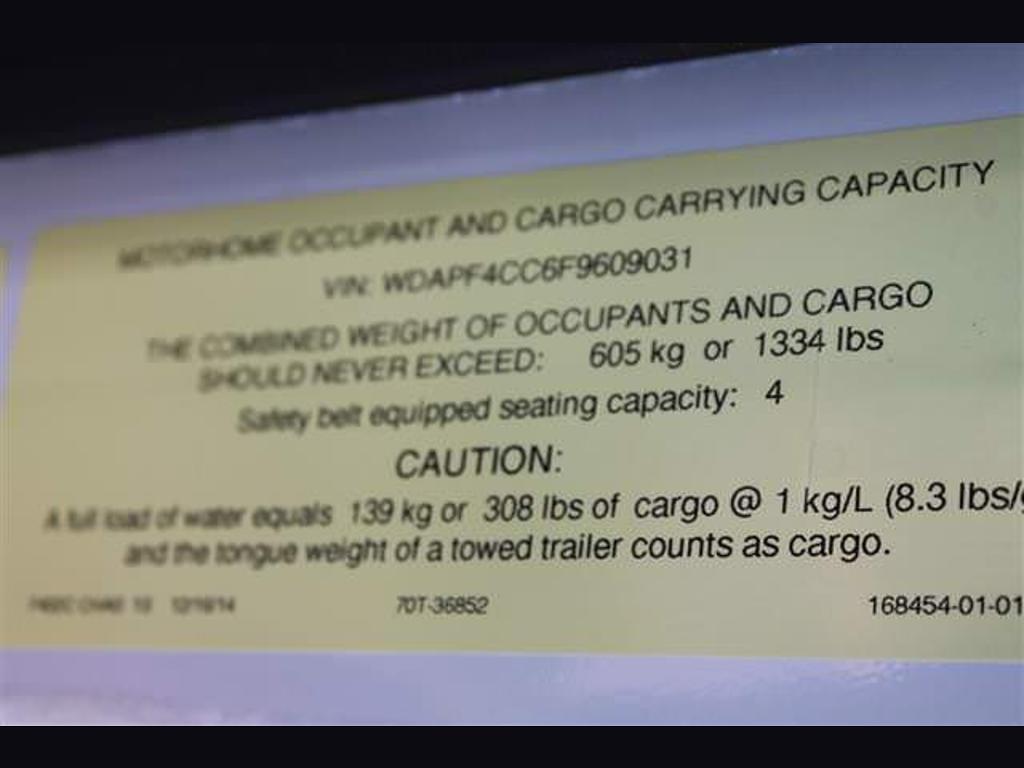 MOTORHOME OCCUPANT AND CARGO CARRYING CAPACITY
VIN: WDAPF4CC6F9609031
THE COMBINED WEIGHT OF OCCUPANTS AND CARGO
SHOULD NEVER EXCEED: 605 kg or 1334 lbs
Safety belt equipped seating capacity: 4
CAUTION:
A full load of water equals 139 kg or 308 lbs of cargo @ 1 kg/L (8.3 lbs/
and the tongue weight of a towed trailer counts as cargo.
12/16/14 70T-36852 168454-01-01